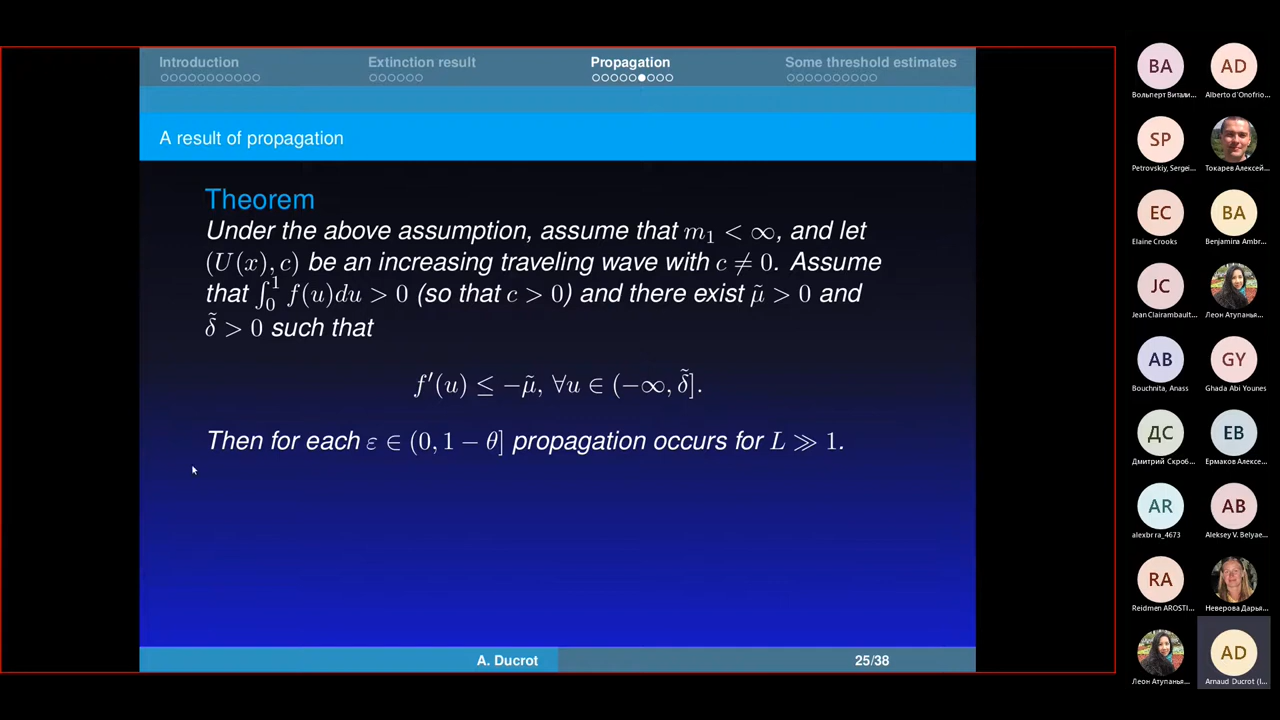 Introduction
Extinction result
Propagation
Some threshold estimates
A result of propagation
Theorem
Under the above assumption, assume that m₁ < ∞, and let
(U(x), c) be an increasing traveling wave with c ≠ 0. Assume
that ∫₀¹ f(u)du > 0 (so that c > 0) and there exist μ̃ > 0 and
δ̃ > 0 such that
f′(u) ≤ −μ̃, ∀u ∈ (−∞, δ̃].
Then for each ε ∈ (0, 1 − θ] propagation occurs for L ≫ 1.
A. Ducrot
25/38
BA
AD
Вольперт Витали...
Alberto d'Onofrio...
SP
Petrovskiy, Sergei...
Токарев Алексей...
EC
BA
Elaine Crooks
Benjamina Ambr...
JC
Jean Clairambault...
Леон Атупанья...
AB
GY
Bouchnita, Anass
Ghada Abi Younes
ДС
ЕВ
Дмитрий Скроб...
Ермаков Алексе...
AR
AB
alexbr ra_4673
Aleksey V. Belyae...
RA
Reidmen AROSTI...
Неверова Дарь...
AD
Леон Атупанья...
Arnaud Ducrot (I...